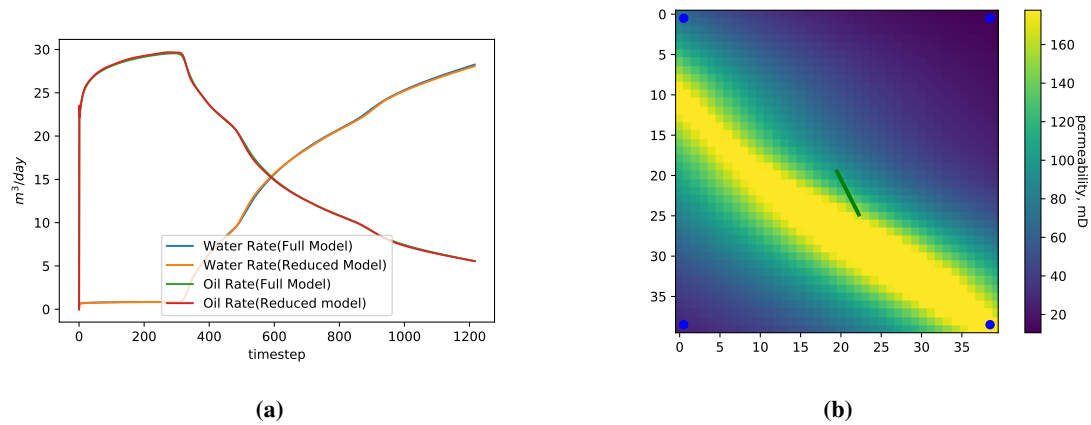 30
25
20
15
10
5
0
m³/day
Water Rate(Full Model)
Water Rate(Reduced Model)
Oil Rate(Full Model)
Oil Rate(Reduced model)
0 200 400 600 800 1000 1200
timestep
(a)
0
5
10
15
20
25
30
35
0 5 10 15 20 25 30 35
160
140
120
100
80
60
40
20
permeability, mD
(b)